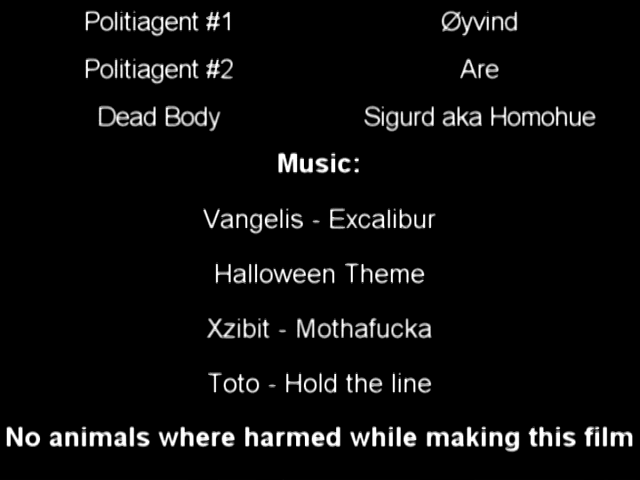 Politiagent #1 Øyvind
Politiagent #2 Are
Dead Body Sigurd aka Homohue
Music:
Vangelis - Excalibur
Halloween Theme
Xzibit - Mothafucka
Toto - Hold the line
No animals where harmed while making this film